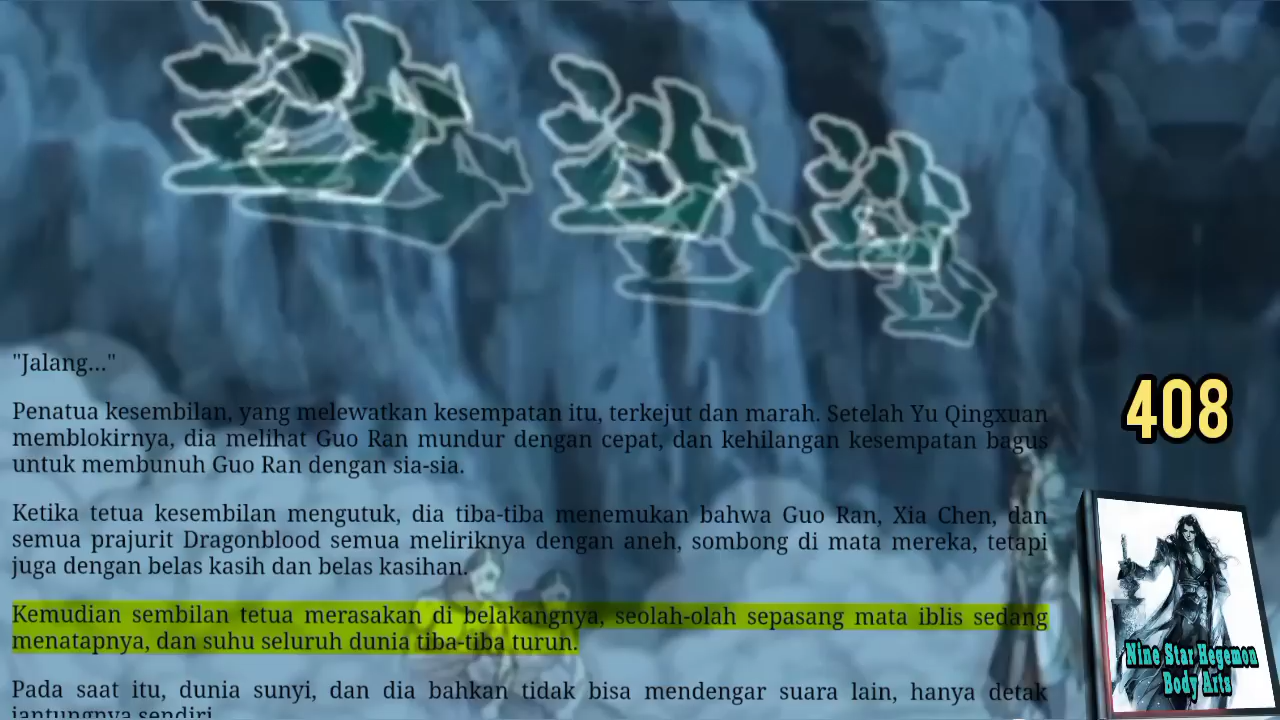 "Jalang..."
Penatua kesembilan, yang melewatkan kesempatan itu, terkejut dan marah. Setelah Yu Qingxuan
memblokirnya, dia melihat Guo Ran mundur dengan cepat, dan kehilangan kesempatan bagus
untuk membunuh Guo Ran dengan sia-sia.
Ketika tetua kesembilan mengutuk, dia tiba-tiba menemukan bahwa Guo Ran, Xia Chen, dan
semua prajurit Dragonblood semua meliriknya dengan aneh, sombong di mata mereka, tetapi
juga dengan belas kasih dan belas kasihan.
Kemudian sembilan tetua merasakan di belakangnya, seolah-olah sepasang mata iblis sedang
menatapnya, dan suhu seluruh dunia tiba-tiba turun.
Pada saat itu, dunia sunyi, dan dia bahkan tidak bisa mendengar suara lain, hanya detak
jantungnya sendiri.
408
Nine Star Hegemon
Body Arts